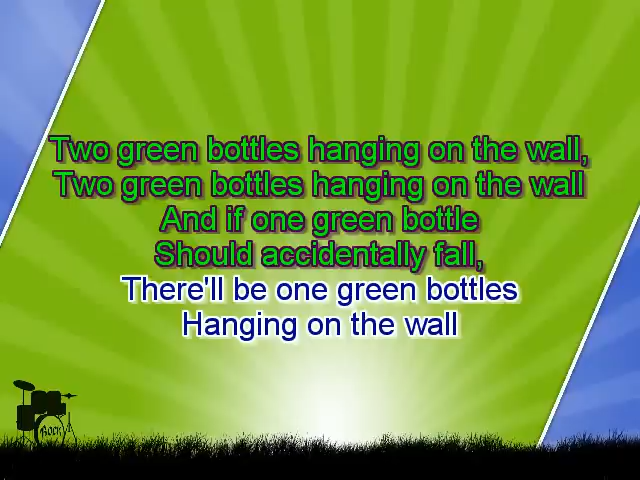 Two green bottles hanging on the wall,
Two green bottles hanging on the wall
And if one green bottle
Should accidentally fall,
There'll be one green bottles
Hanging on the wall
ROCK